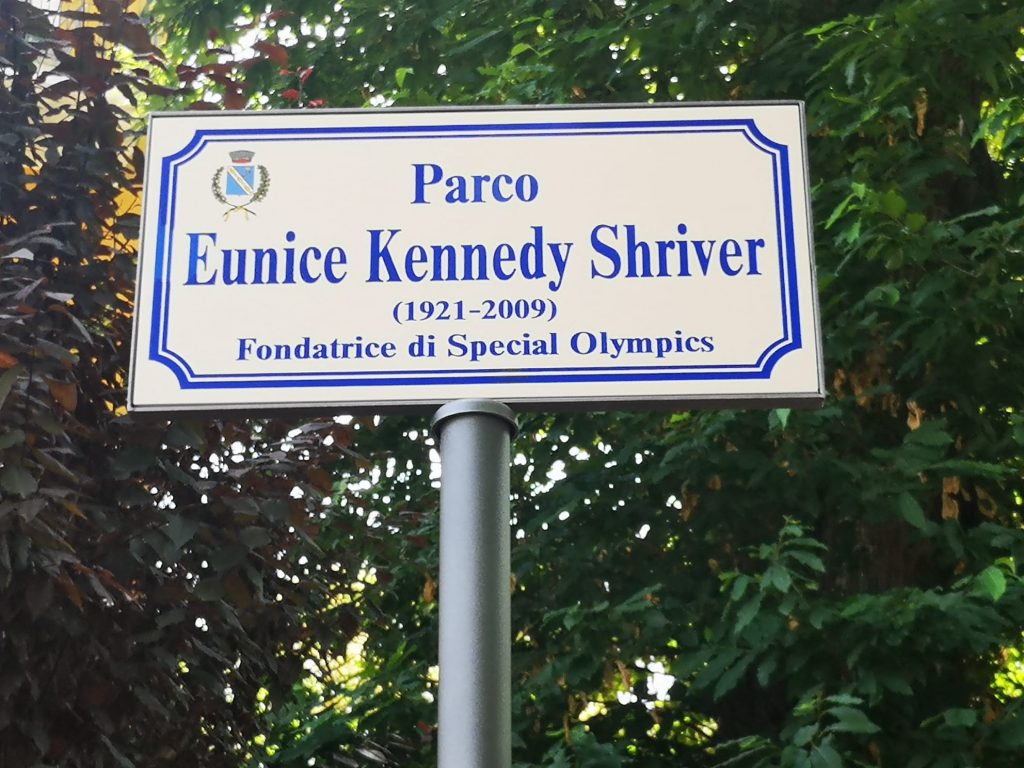 Parco
Eunice Kennedy Shriver
(1921-2009)
Fondatrice di Special Olympics